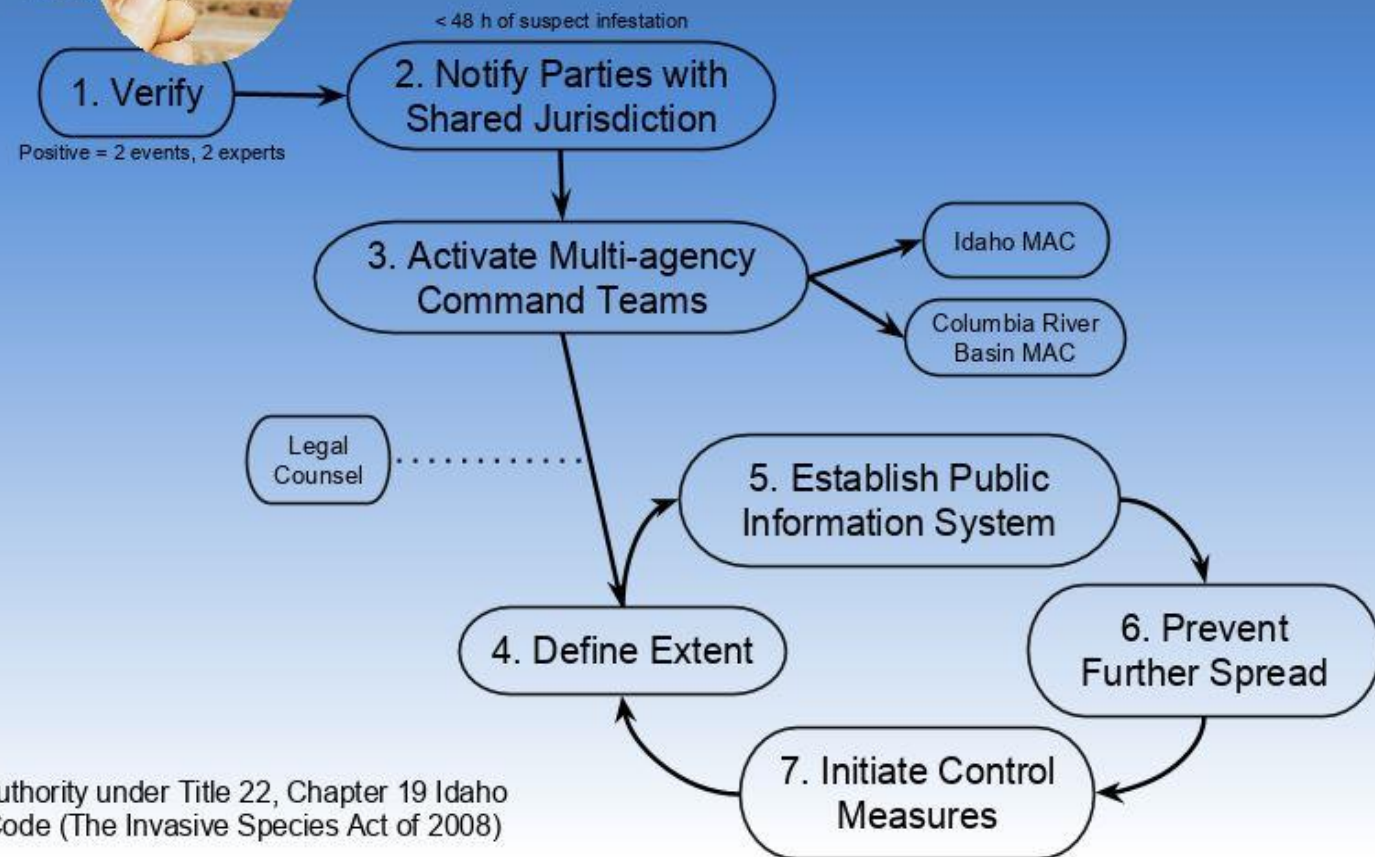 < 48 h of suspect infestation
1. Verify
2. Notify Parties with
Shared Jurisdiction
Positive = 2 events, 2 experts
3. Activate Multi-agency
Command Teams
Idaho MAC
Columbia River
Basin MAC
Legal
Counsel
5. Establish Public
Information System
4. Define Extent
6. Prevent
Further Spread
7. Initiate Control
Measures
uthority under Title 22, Chapter 19 Idaho
ode (The Invasive Species Act of 2008)